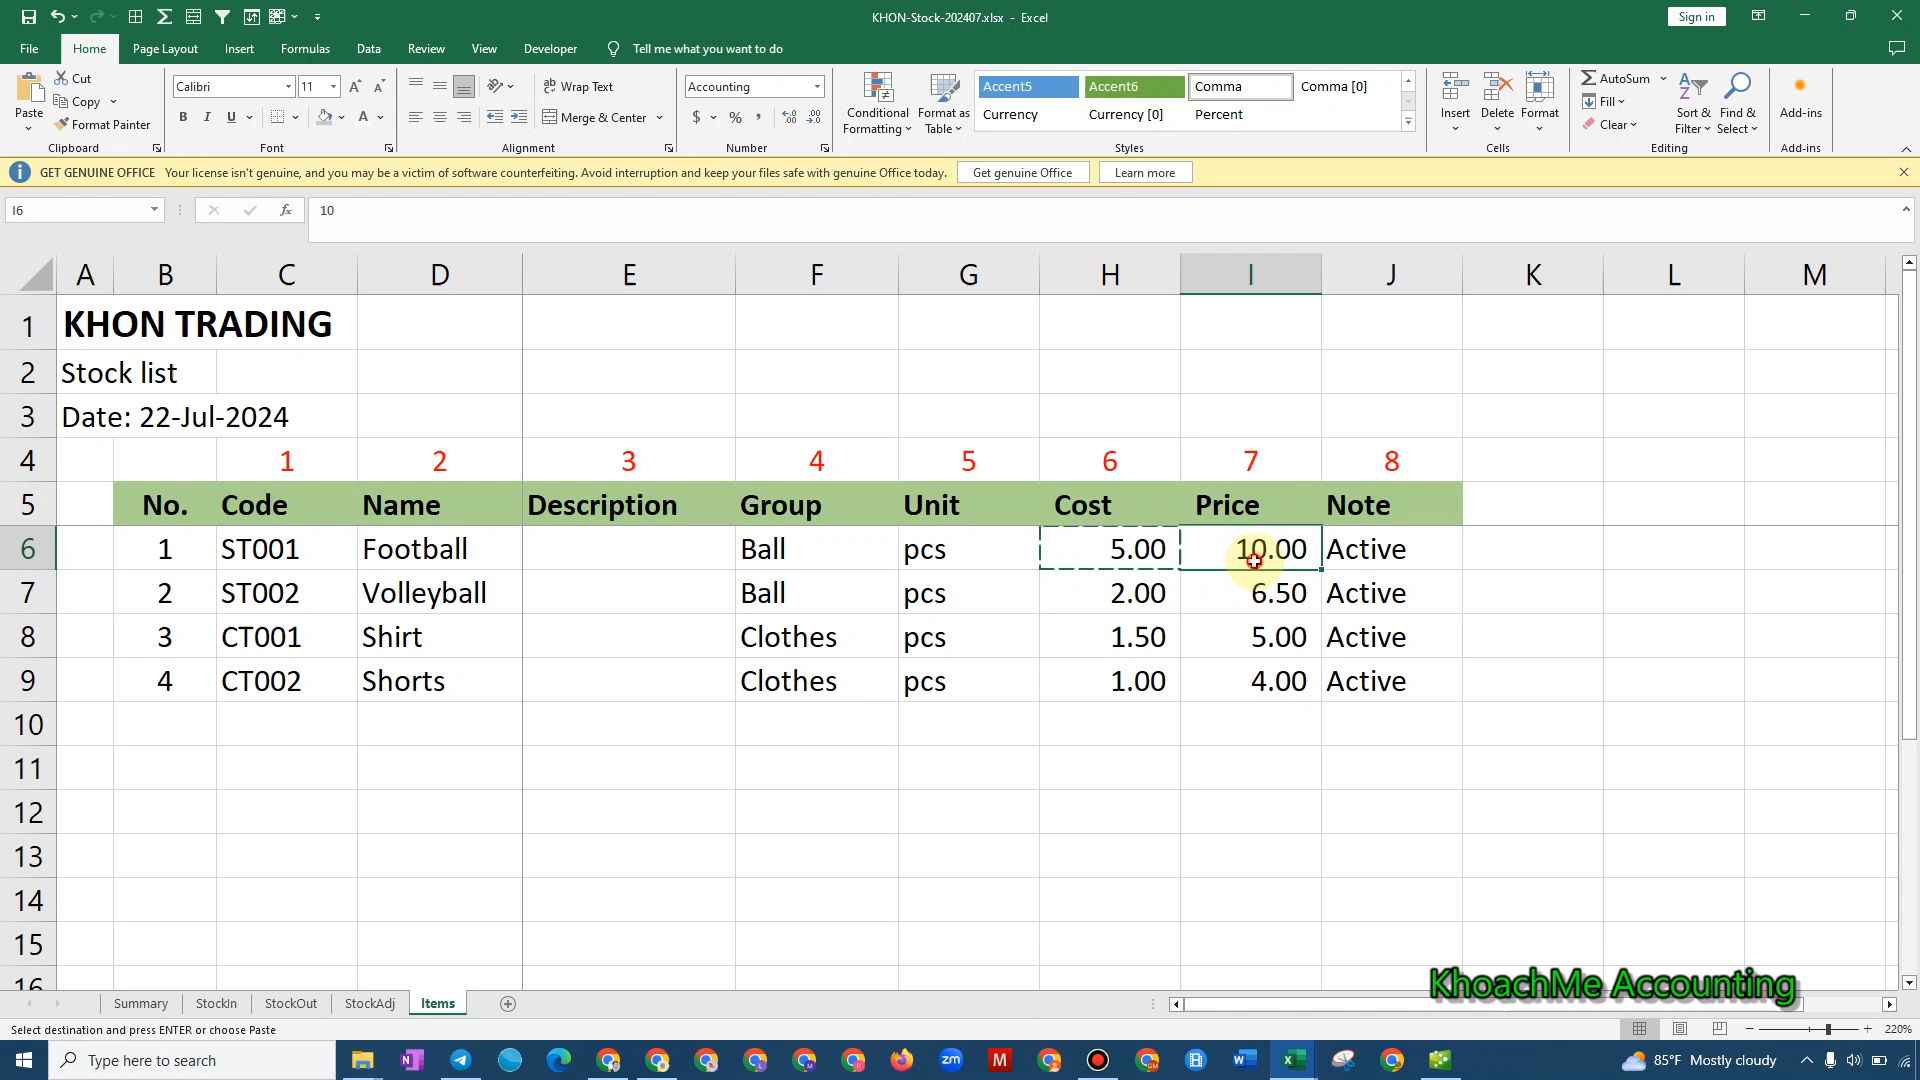 KHON-Stock-202407.xlsx - Excel
Sign in
File Home Page Layout Insert Formulas Data Review View Developer Tell me what you want to do
Paste
Cut
Copy
Format Painter
Clipboard
Calibri 11
B I U
Font
Wrap Text
Merge & Center
Alignment
Accounting
$ % ,
Number
Conditional Formatting
Format as Table
Accent5 Accent6 Comma Comma [0]
Currency Currency [0] Percent
Styles
Insert Delete Format
Cells
AutoSum
Fill
Clear
Sort & Filter
Find & Select
Editing
Add-ins
Add-ins
GET GENUINE OFFICE Your license isn't genuine, and you may be a victim of software counterfeiting. Avoid interruption and keep your files safe with genuine Office today. Get genuine Office Learn more
I6 fx 10
A B C D E F G H I J K L M
1 KHON TRADING
2 Stock list
3 Date: 22-Jul-2024
4 1 2 3 4 5 6 7 8
5 No. Code Name Description Group Unit Cost Price Note
6 1 ST001 Football Ball pcs 5.00 10.00 Active
7 2 ST002 Volleyball Ball pcs 2.00 6.50 Active
8 3 CT001 Shirt Clothes pcs 1.50 5.00 Active
9 4 CT002 Shorts Clothes pcs 1.00 4.00 Active
10
11
12
13
14
15
16
KhoachMe Accounting
Summary StockIn StockOut StockAdj Items
Select destination and press ENTER or choose Paste
220%
Type here to search
85°F Mostly cloudy